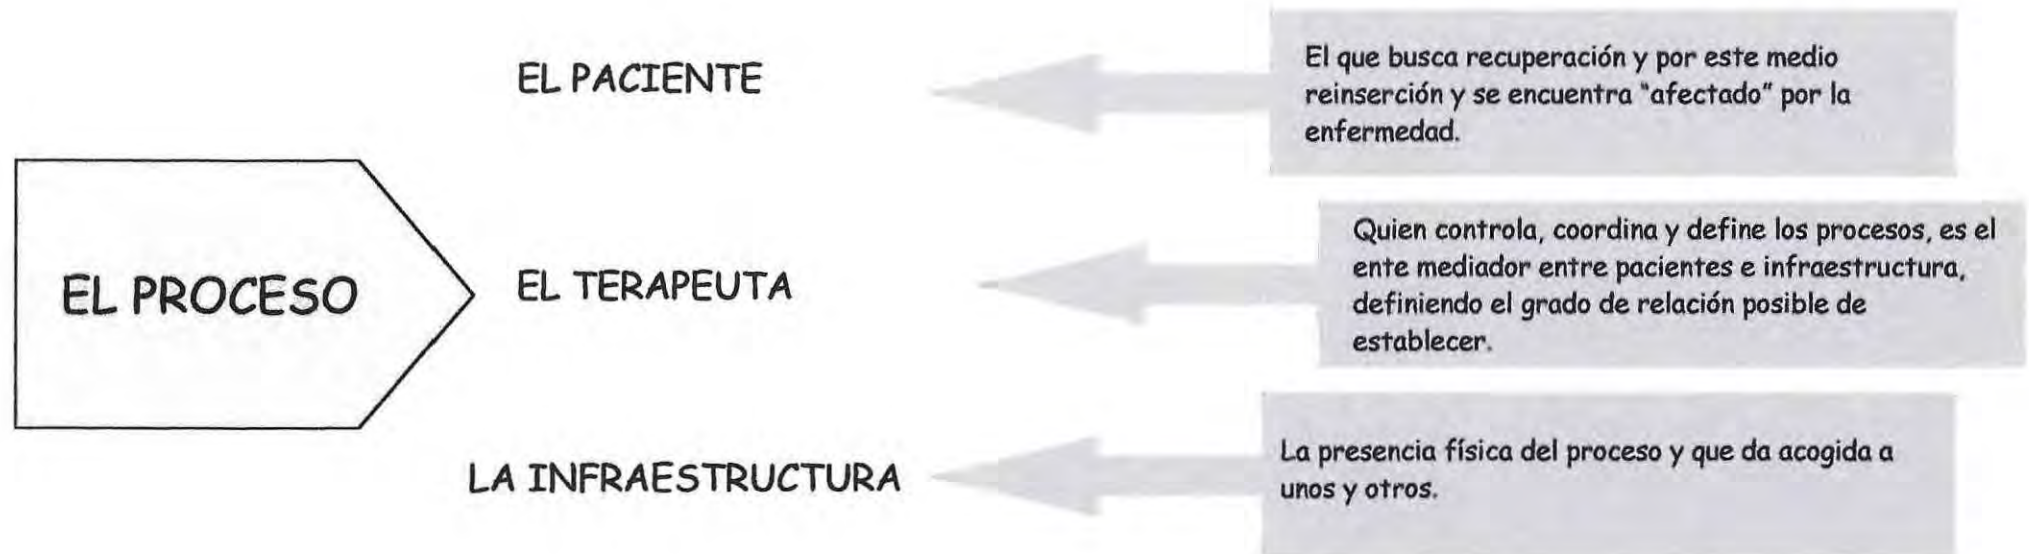 EL PROCESO
EL PACIENTE
El que busca recuperación y por este medio
reinserción y se encuentra "afectado" por la
enfermedad.
EL TERAPEUTA
Quien controla, coordina y define los procesos, es el
ente mediador entre pacientes e infraestructura,
definiendo el grado de relación posible de
establecer.
LA INFRAESTRUCTURA
La presencia física del proceso y que da acogida a
unos y otros.